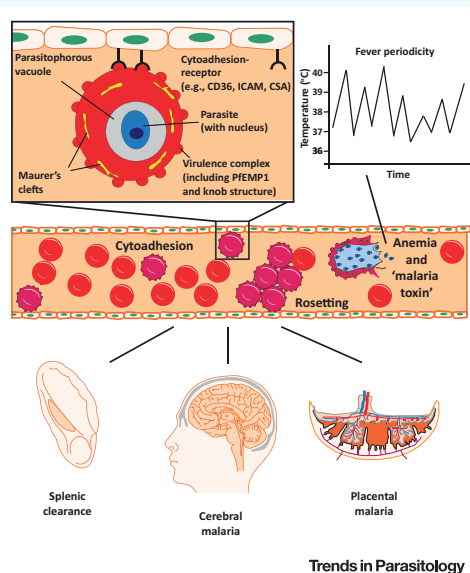 Parasitophorous
vacuole
Cytoadhesion-
receptor
(e.g., CD36, ICAM, CSA)
Parasite
(with nucleus)
Virulence complex
(including PfEMP1
and knob structure)
Maurer's
clefts
Fever periodicity
Temperature (°C)
40
39
38
37
36
Time
Cytoadhesion
Rosetting
Anemia
and
'malaria
toxin'
Splenic
clearance
Cerebral
malaria
Placental
malaria
Trends in Parasitology